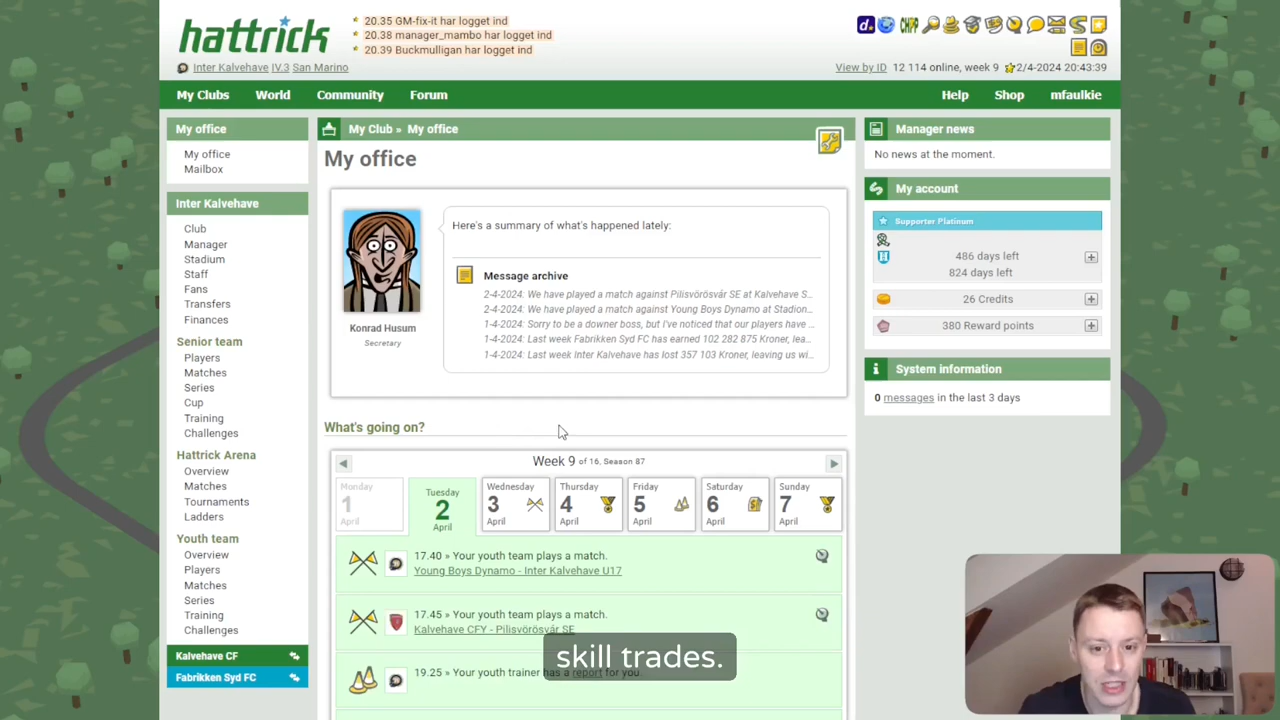 hattrick
20.35 GM-fix-it har logget ind
20.38 manager_mambo har logget ind
20.39 Buckmulligan har logget ind
Inter Kalvehave IV.3 San Marino
d.
CHPP
View by ID 12 114 online, week 9 2/4-2024 20:43:39
My Clubs World Community Forum
Help Shop mfaulkie
My office
My office
Mailbox
Inter Kalvehave
Club
Manager
Stadium
Staff
Fans
Transfers
Finances
Senior team
Players
Matches
Series
Cup
Training
Challenges
Hattrick Arena
Overview
Matches
Tournaments
Ladders
Youth team
Overview
Players
Matches
Series
Training
Challenges
Kalvehave CF
Fabrikken Syd FC
My Club » My office
My office
Konrad Husum
Secretary
Here's a summary of what's happened lately:
Message archive
2-4-2024: We have played a match against Pilisvörösvár SE at Kalvehave S...
2-4-2024: We have played a match against Young Boys Dynamo at Stadion...
1-4-2024: Sorry to be a downer boss, but I've noticed that our players have ...
1-4-2024: Last week Fabrikken Syd FC has earned 102 282 875 Kroner, lea...
1-4-2024: Last week Inter Kalvehave has lost 357 103 Kroner, leaving us wi...
What's going on?
Week 9 of 16, Season 87
Monday 1 April
Tuesday 2 April
Wednesday 3 April
Thursday 4 April
Friday 5 April
Saturday 6 April
Sunday 7 April
17.40 » Your youth team plays a match.
Young Boys Dynamo - Inter Kalvehave U17
17.45 » Your youth team plays a match.
Kalvehave CFY - Pilisvörösvár SE
19.25 » Your youth trainer has a report for you.
skill trades.
Manager news
No news at the moment.
My account
Supporter Platinum
486 days left
824 days left
26 Credits
380 Reward points
System information
0 messages in the last 3 days